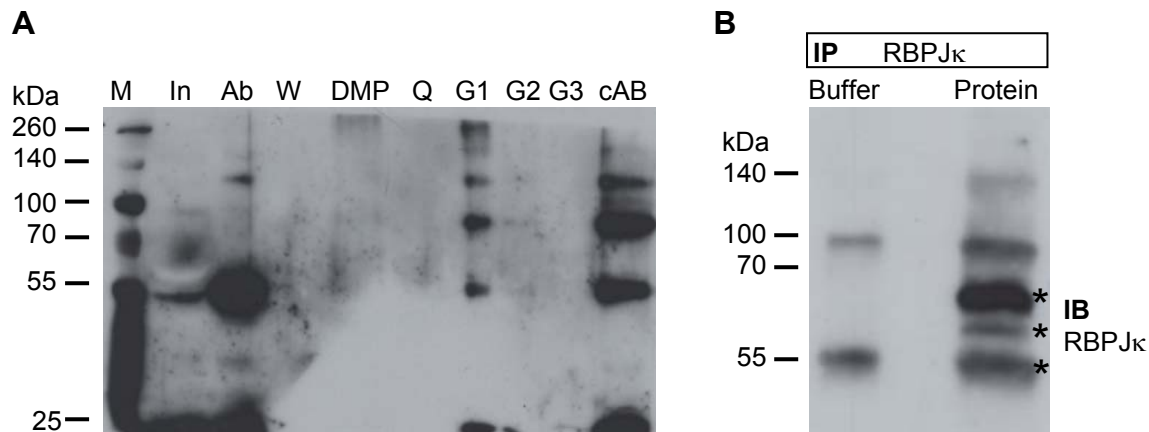 A
kDa M In Ab W DMP Q G1 G2 G3 cAB
260
140
100
70
55
25
B
IP RBPJκ
Buffer Protein
kDa
140
100
70
55
*
*
*
IB
RBPJκ